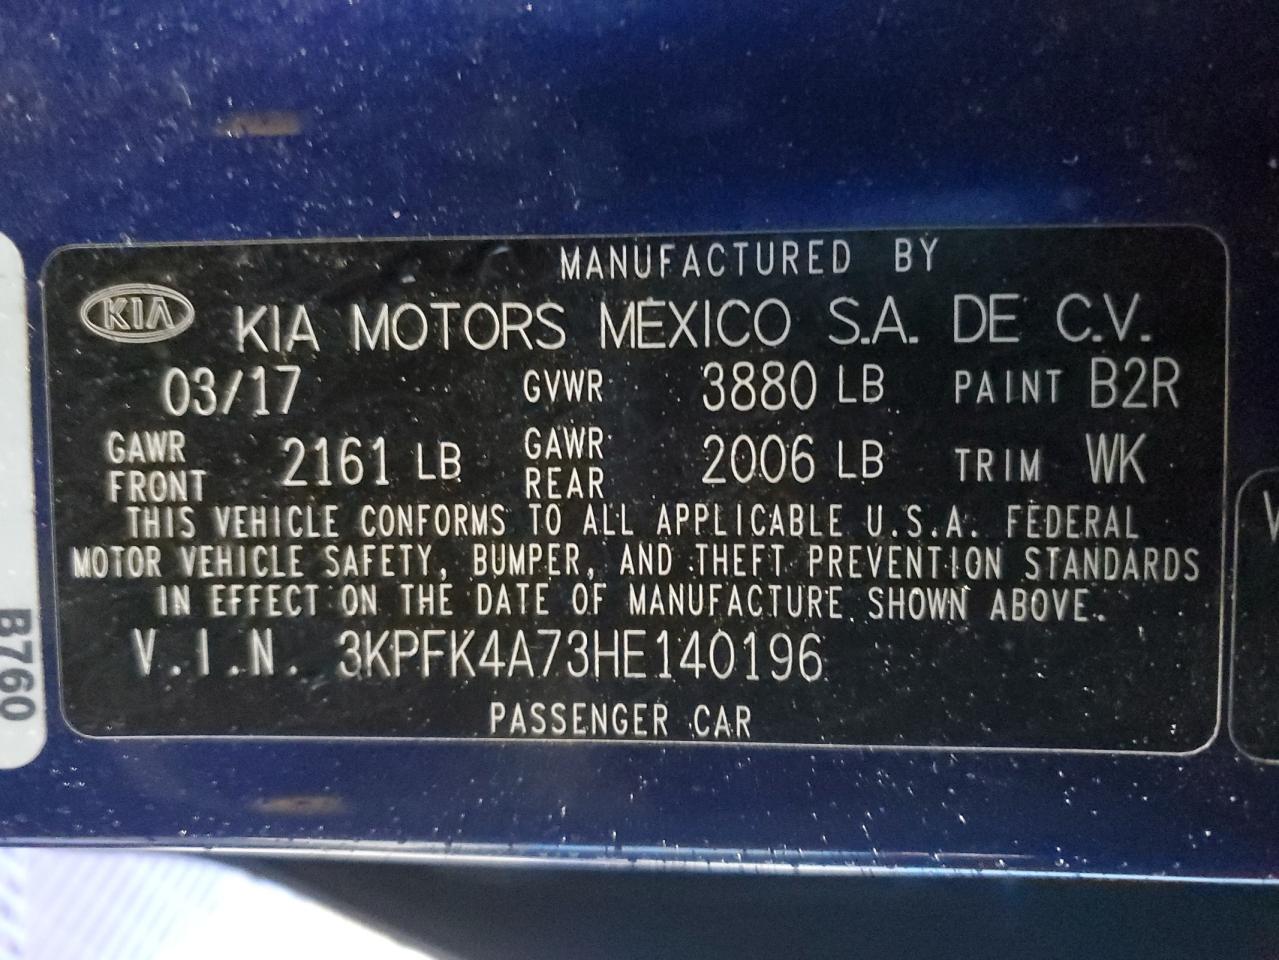 MANUFACTURED BY
KIA KIA MOTORS MEXICO S.A. DE C.V.
03/17 GVWR 3880 LB PAINT B2R
GAWR FRONT 2161 LB GAWR REAR 2006 LB TRIM WK
THIS VEHICLE CONFORMS TO ALL APPLICABLE U.S.A. FEDERAL
MOTOR VEHICLE SAFETY, BUMPER, AND THEFT PREVENTION STANDARDS
IN EFFECT ON THE DATE OF MANUFACTURE SHOWN ABOVE.
V.I.N. 3KPFK4A73HE140196
PASSENGER CAR
B760